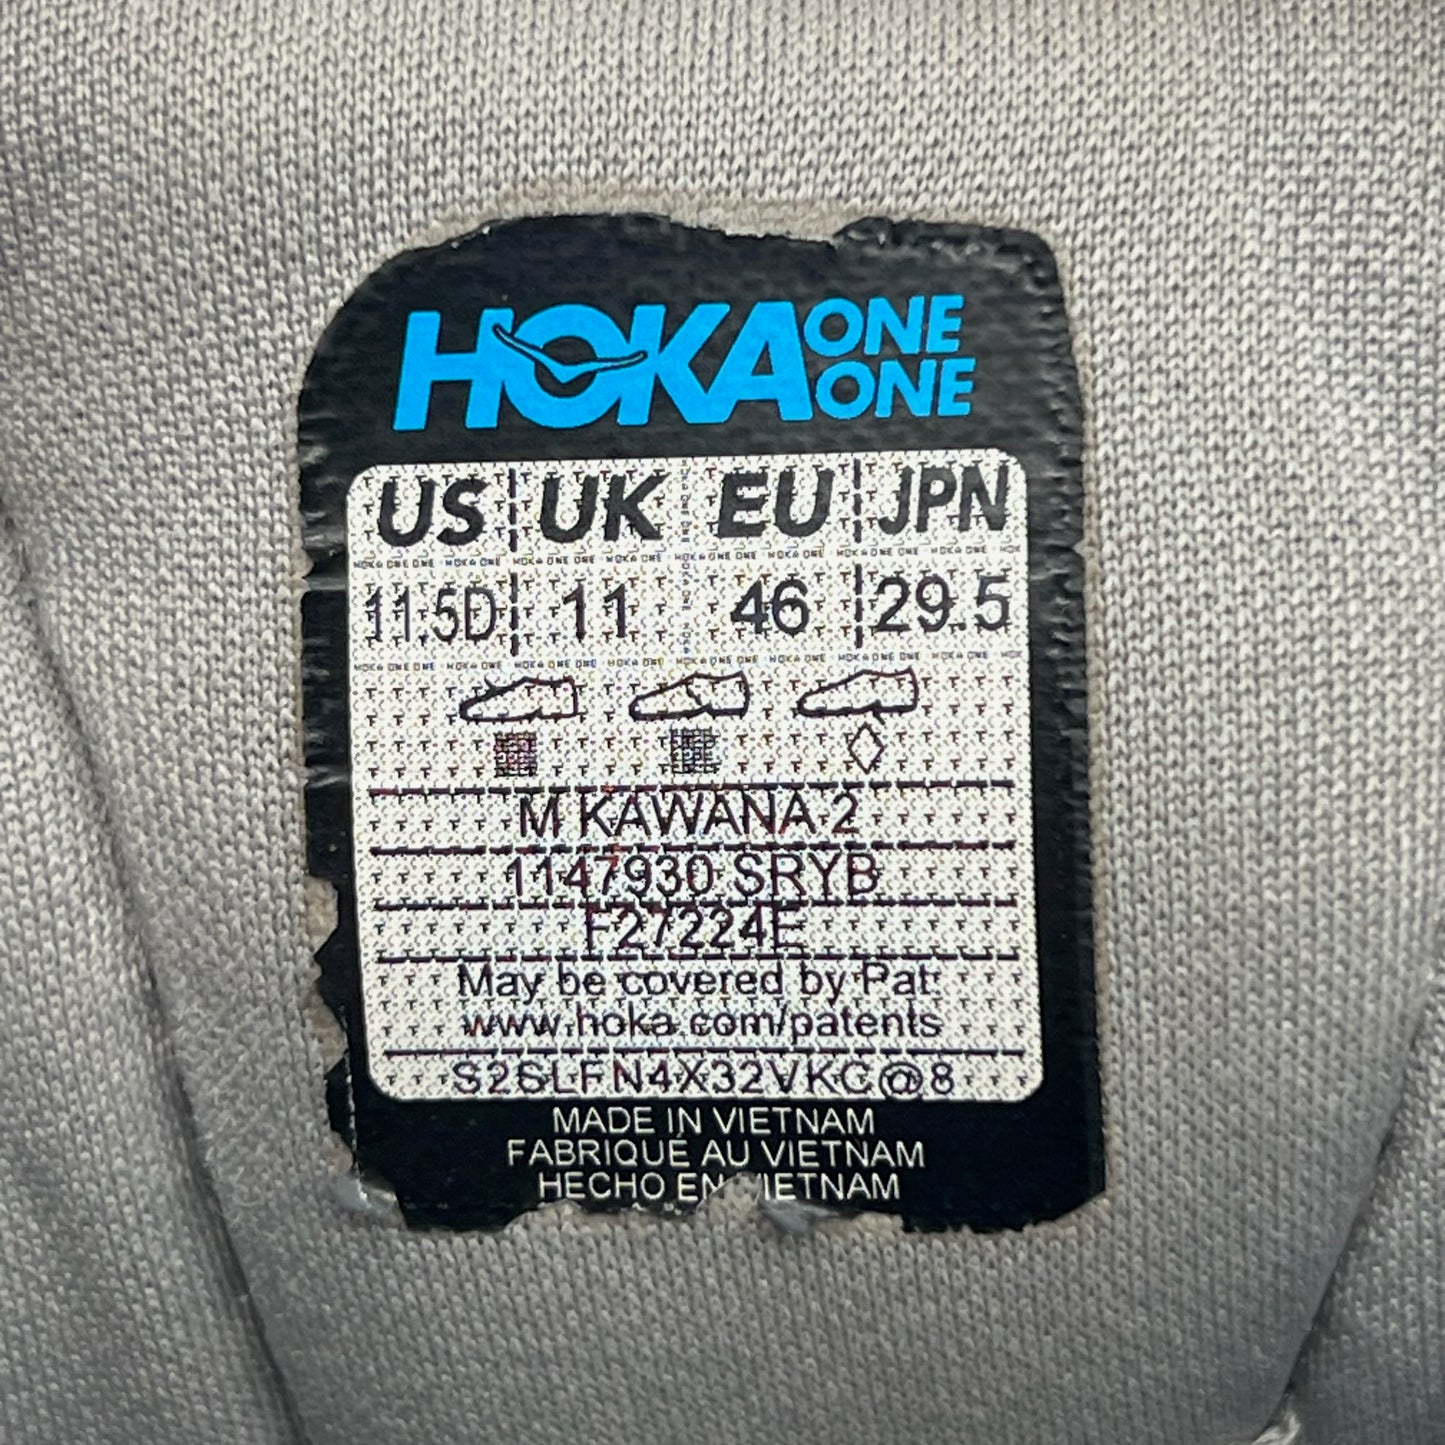 HOKA ONE ONE
US UK EU JPN
11.5D 11 46 29.5
M KAWANA 2
1147930 SRYB
F27224E
May be covered by Pat:
www.hoka.com/patents
S2SLFN4X32VKC@8
MADE IN VIETNAM
FABRIQUÉ AU VIETNAM
HECHO EN VIETNAM